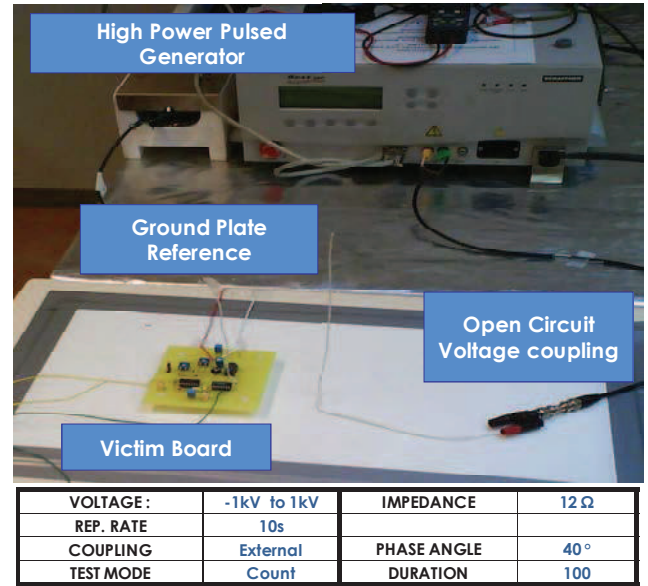 High Power Pulsed
Generator
SCHAFFNER
Ground Plate
Reference
Open Circuit
Voltage coupling
Victim Board
VOLTAGE : -1kV to 1kV IMPEDANCE 12 Ω
REP. RATE 10s
COUPLING External PHASE ANGLE 40 °
TEST MODE Count DURATION 100